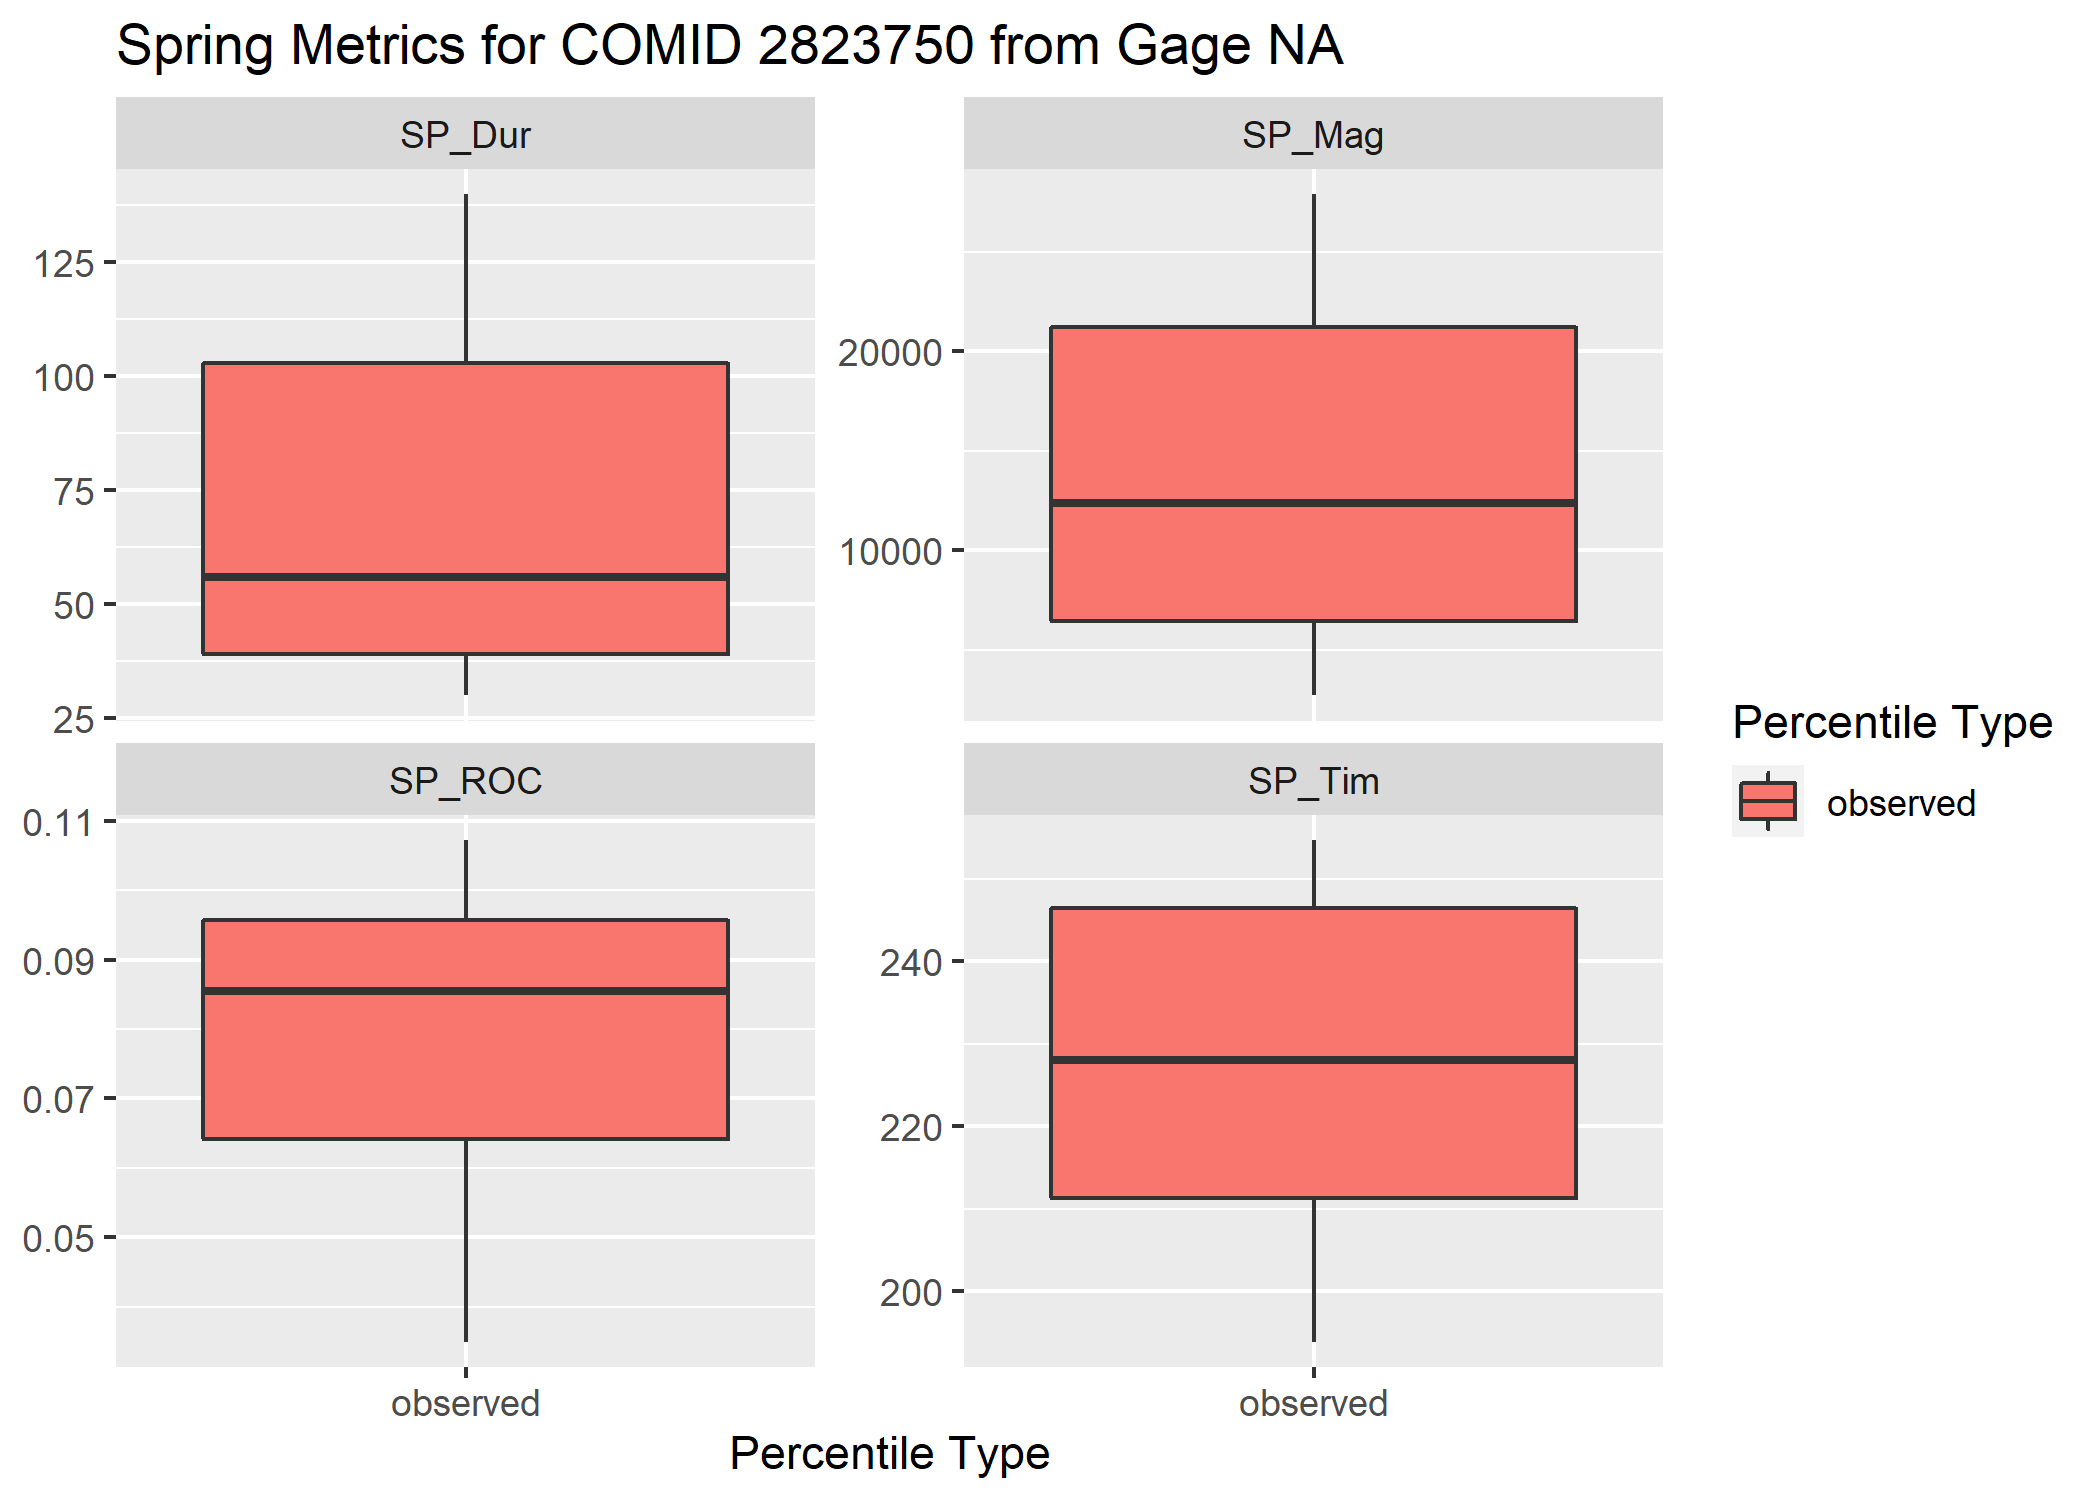 Spring Metrics for COMID 2823750 from Gage NA
SP_Dur
SP_Mag
125
100
75
50
25
20000
10000
SP_ROC
SP_Tim
0.11
0.09
0.07
0.05
240
220
200
observed
observed
Percentile Type
Percentile Type
observed